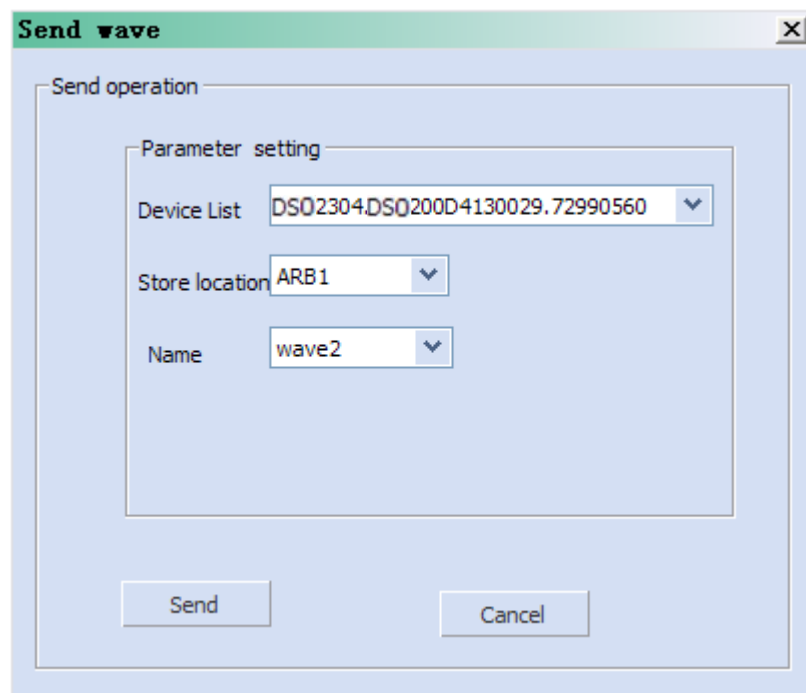 Send wave
Send operation
Parameter setting
Device List DSO2304.DSO200D4130029.72990560
Store location ARB1
Name wave2
Send Cancel